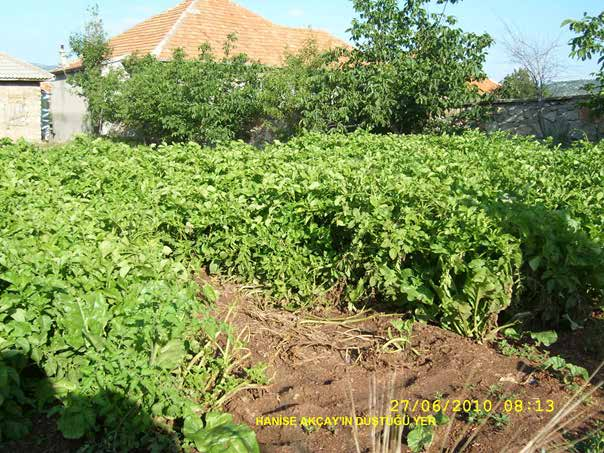 27/06/2010 08:13
HANİSE AKÇAY'IN DÜŞTÜĞÜ YER